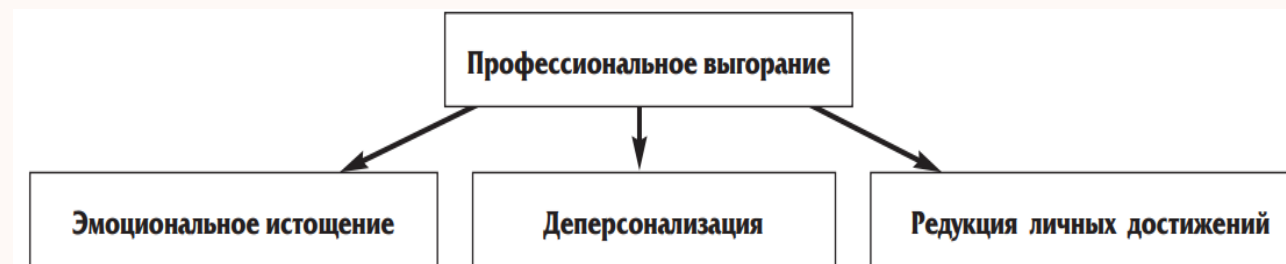 Профессиональное выгорание
Эмоциональное истощение
Деперсонализация
Редукция личных достижений